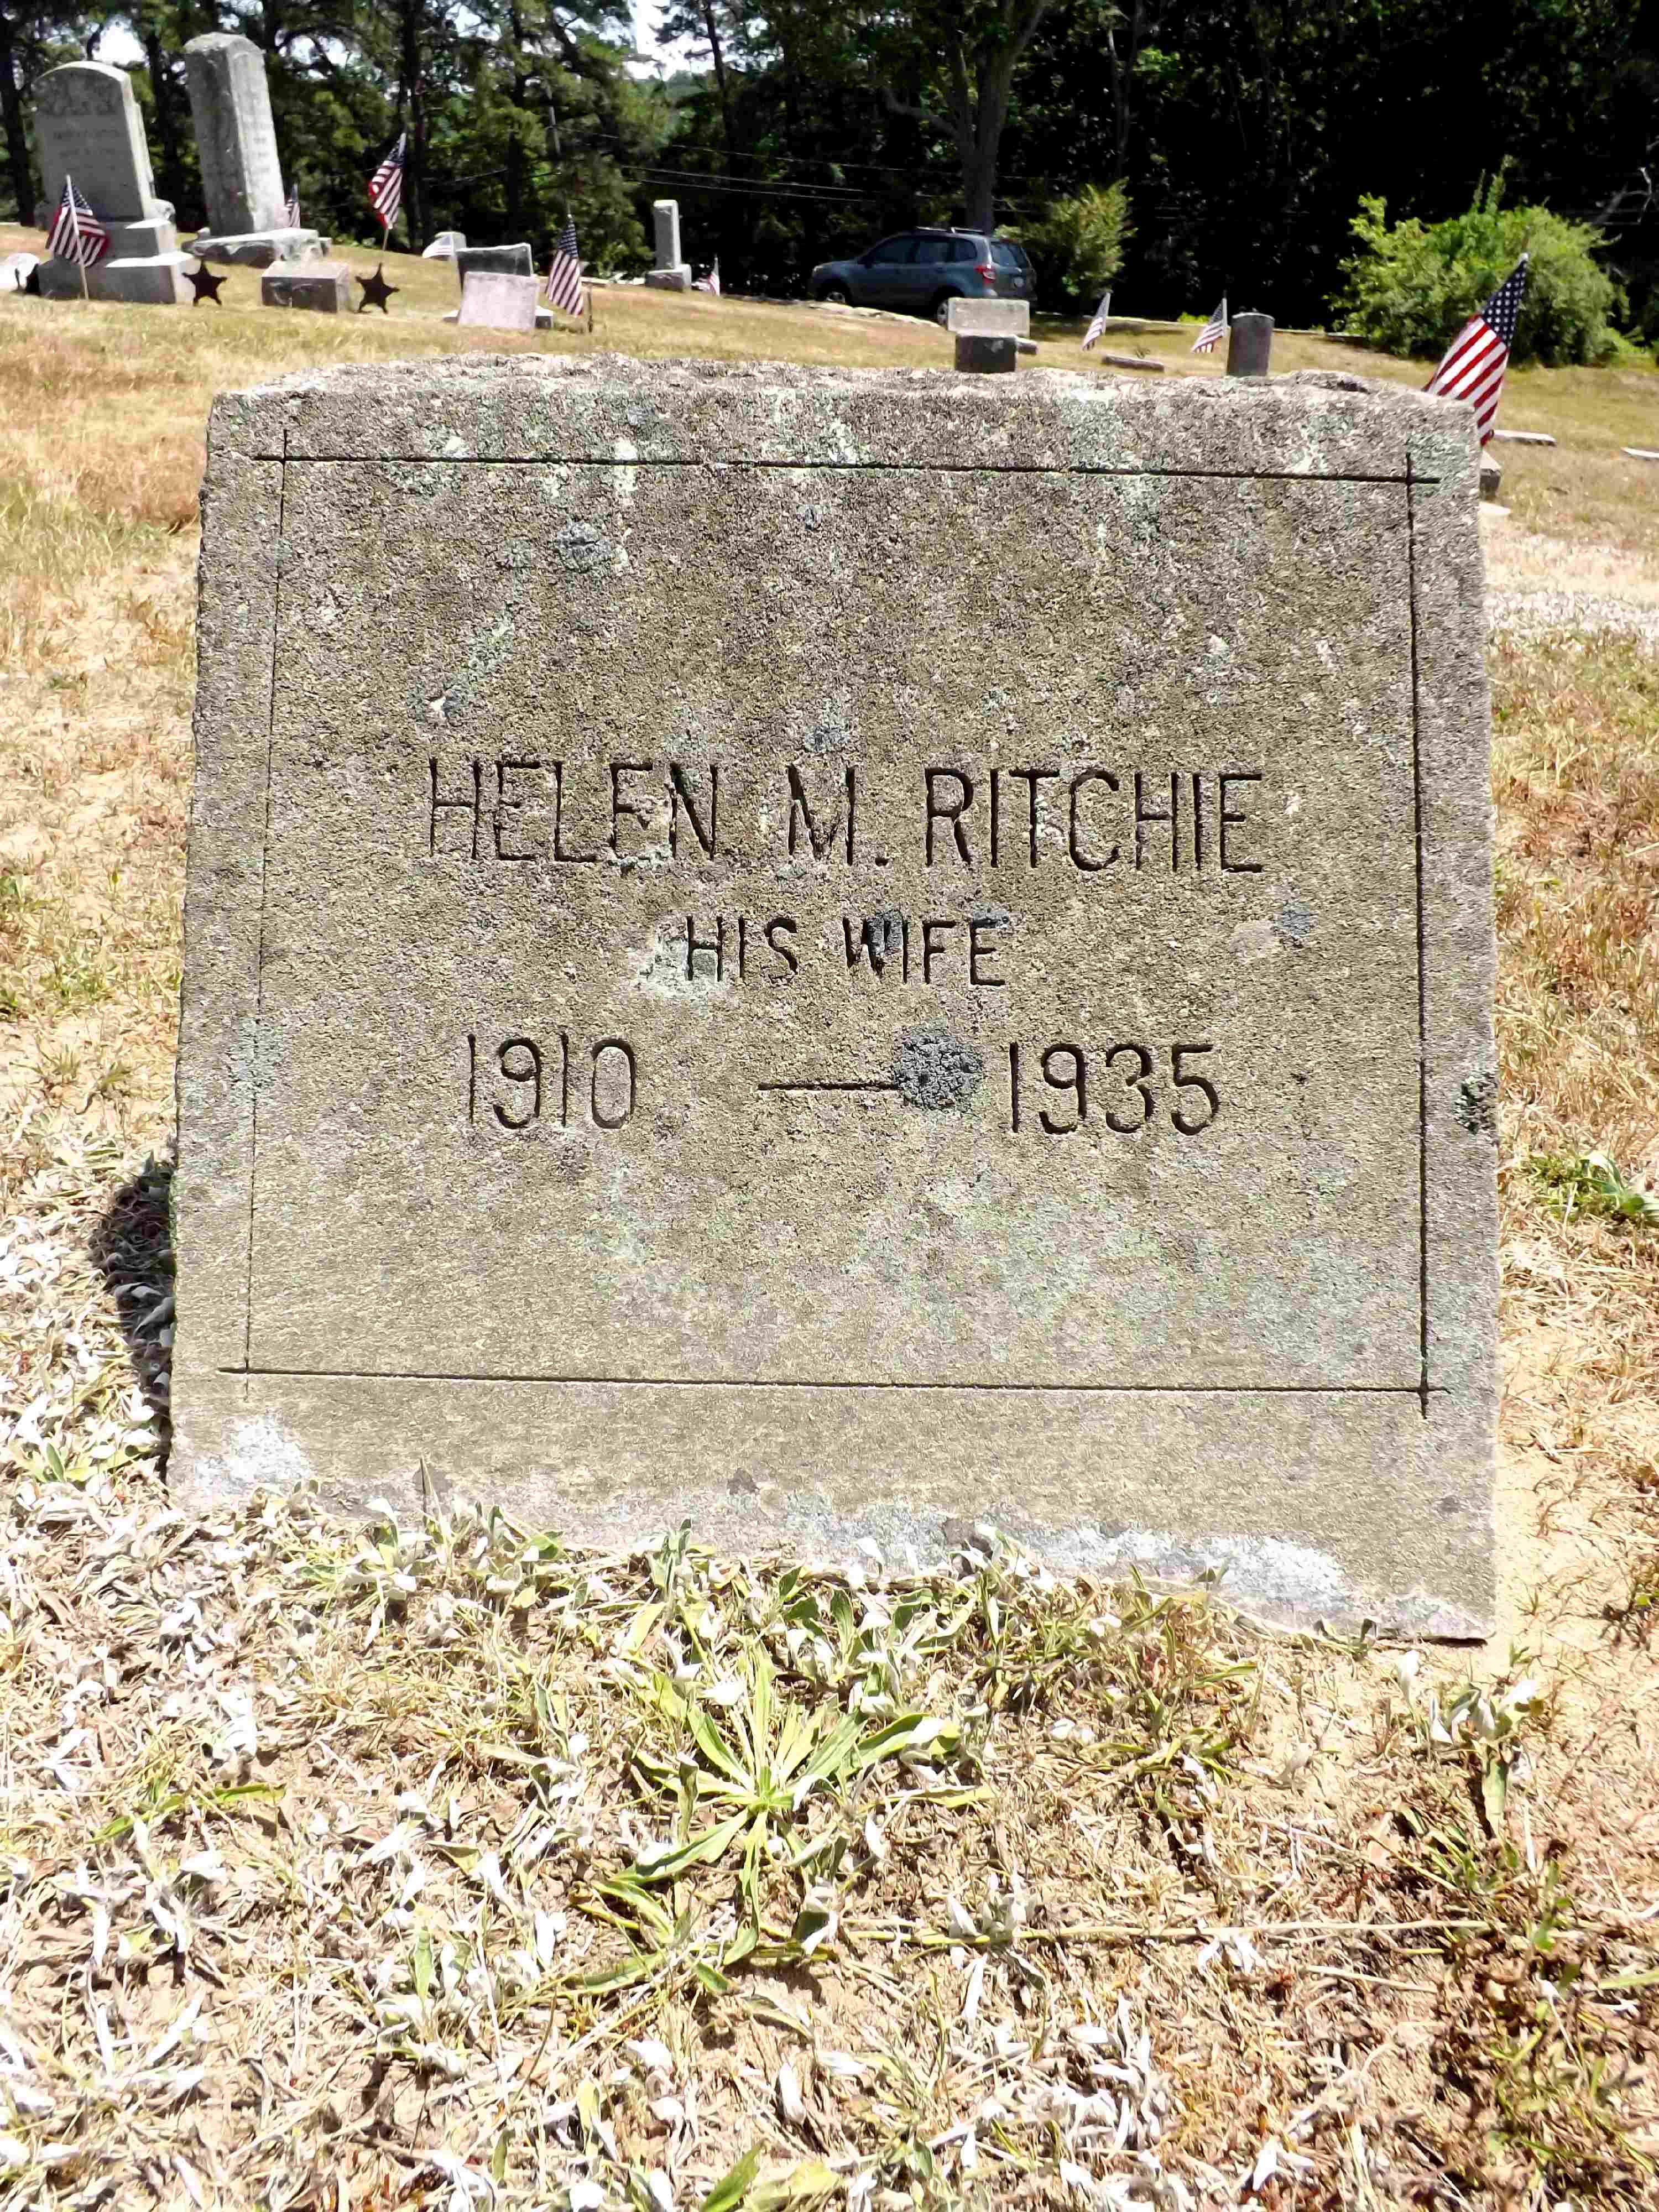 HELEN M. RITCHIE
HIS WIFE
1910 — 1935